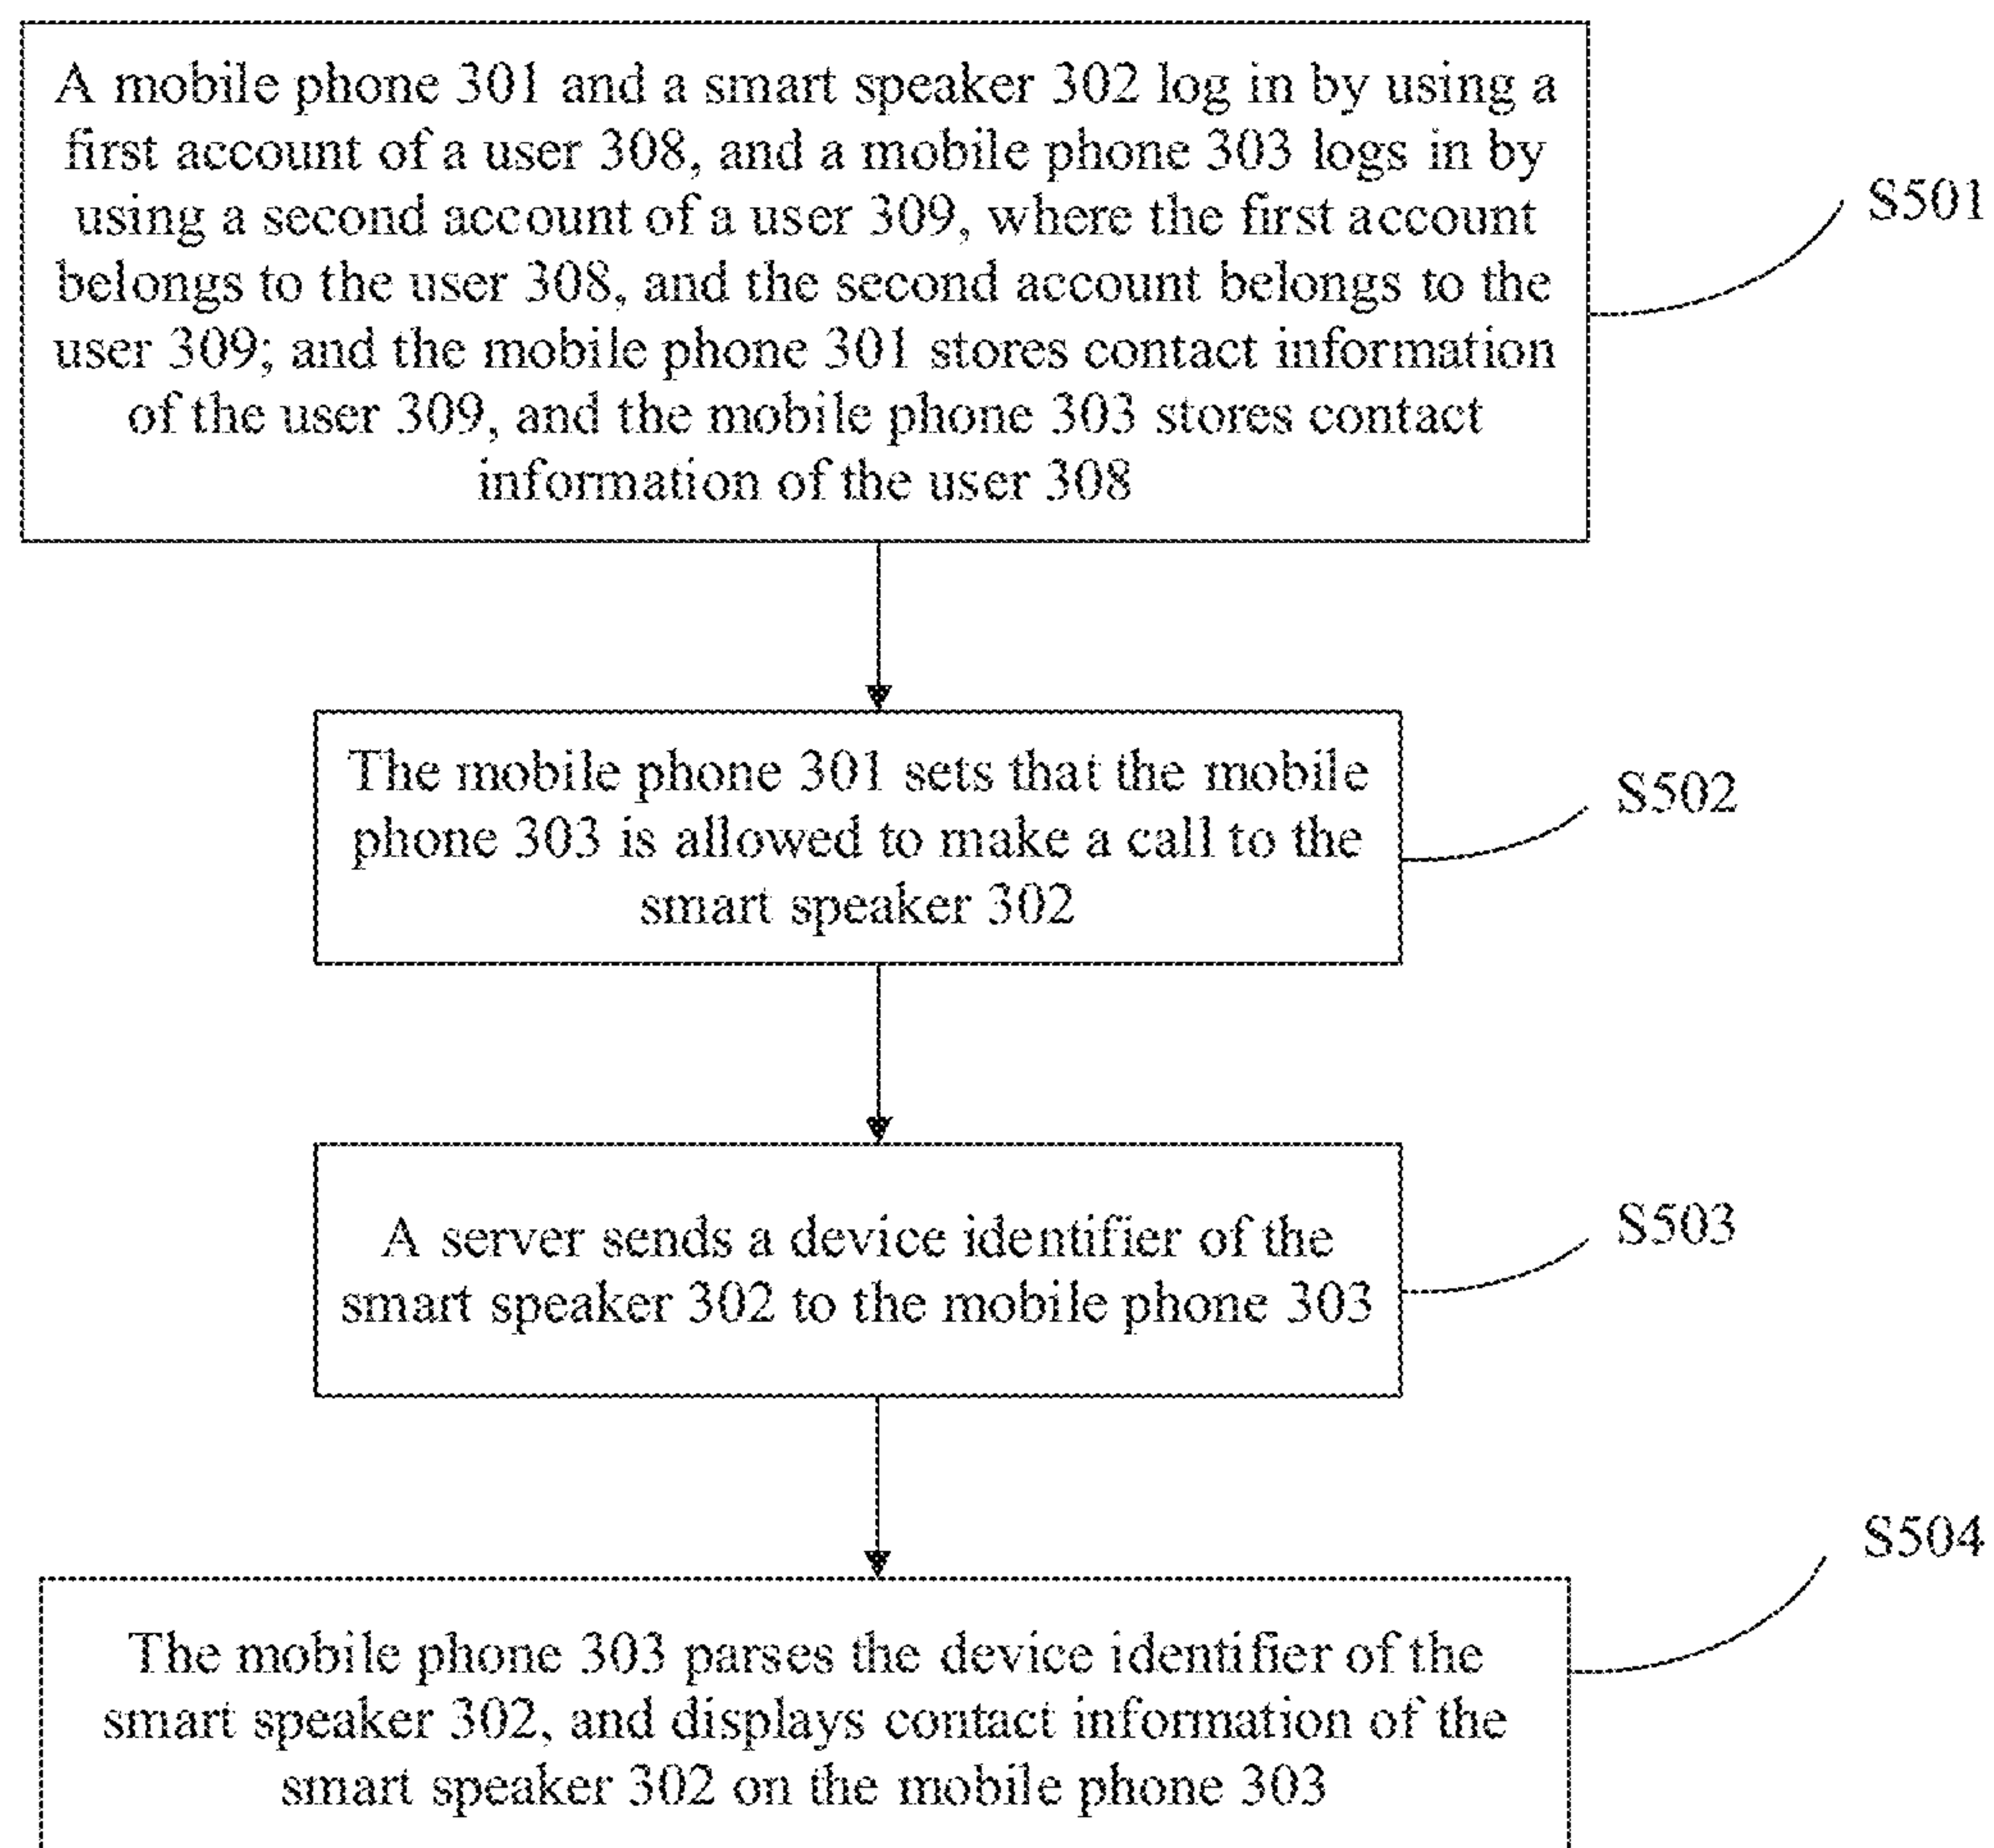 A mobile phone 301 and a smart speaker 302 log in by using a
first account of a user 308, and a mobile phone 303 logs in by
using a second account of a user 309, where the first account
belongs to the user 308, and the second account belongs to the
user 309; and the mobile phone 301 stores contact information
of the user 309, and the mobile phone 303 stores contact
information of the user 308
S501
The mobile phone 301 sets that the mobile
phone 303 is allowed to make a call to the
smart speaker 302
S502
A server sends a device identifier of the
smart speaker 302 to the mobile phone 303
S503
The mobile phone 303 parses the device identifier of the
smart speaker 302, and displays contact information of the
smart speaker 302 on the mobile phone 303
S504